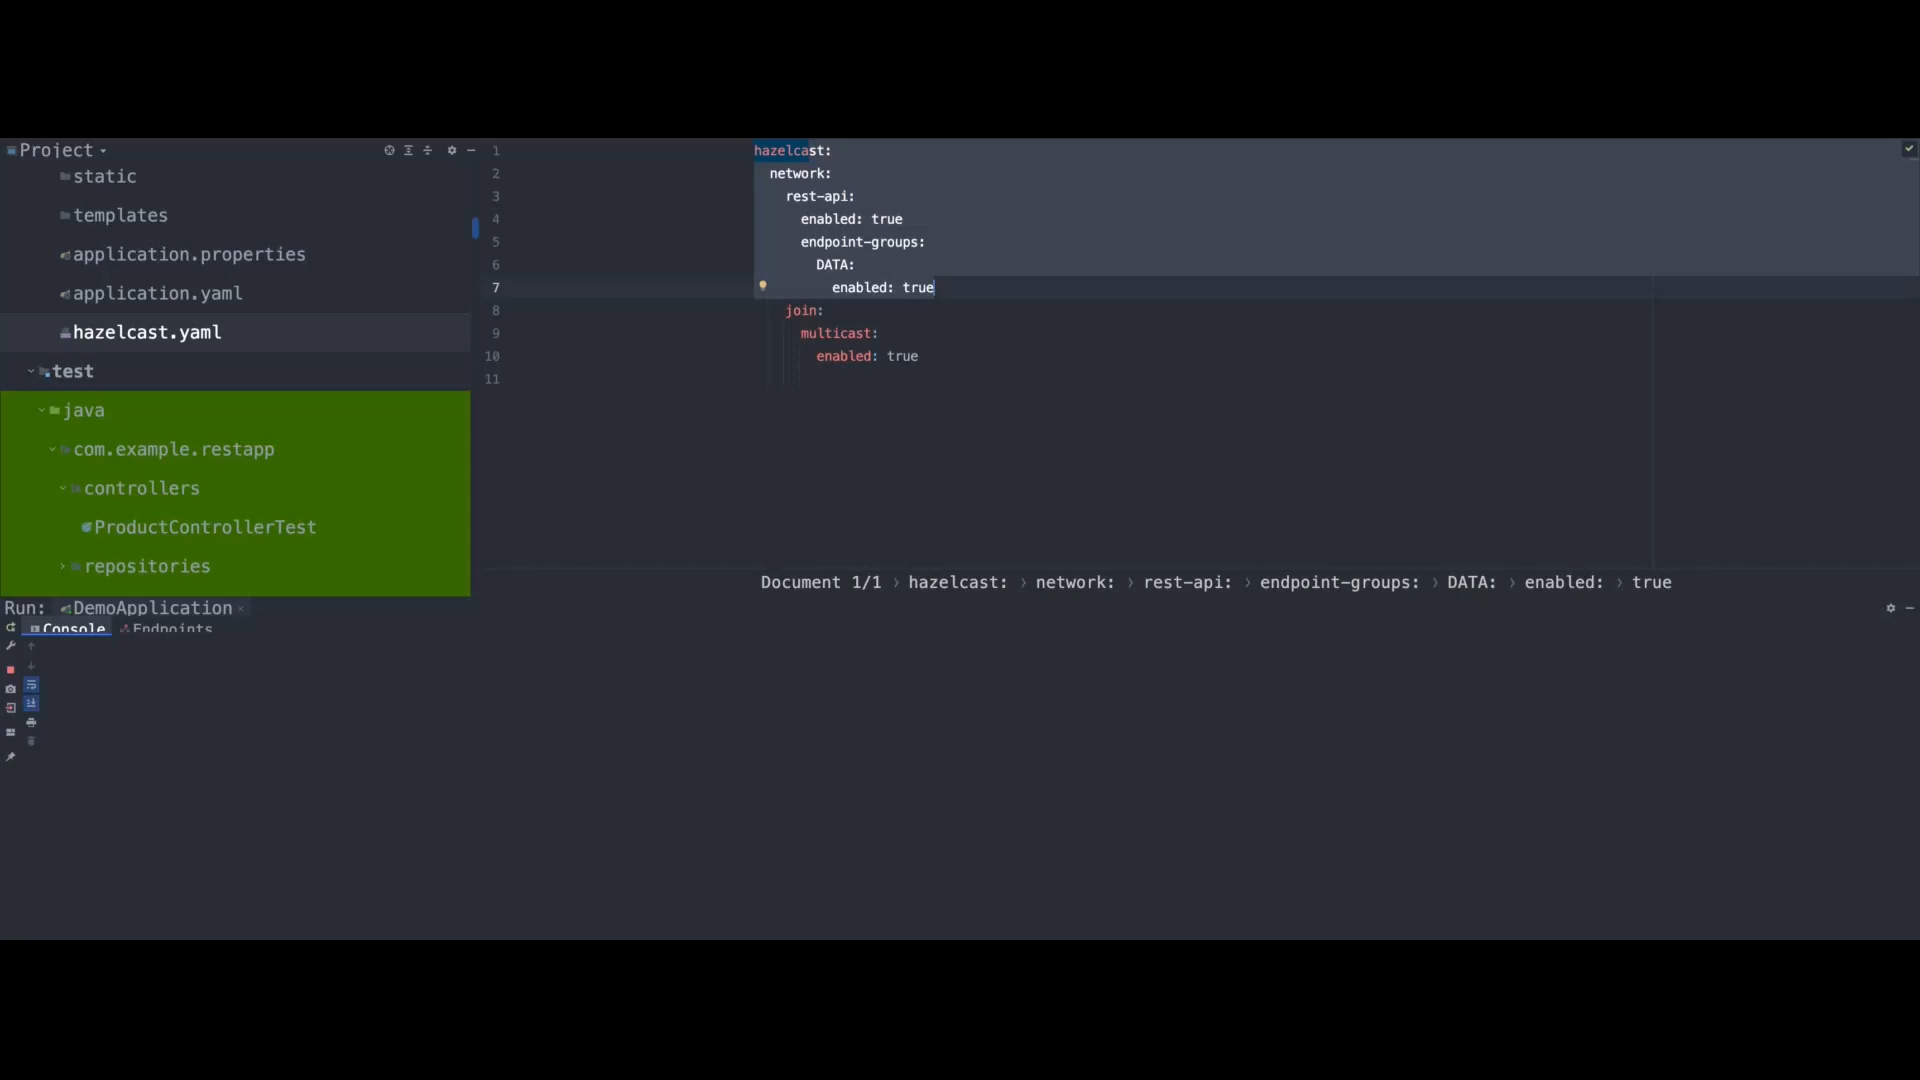 Project
static
templates
application.properties
application.yaml
hazelcast.yaml
test
java
com.example.restapp
controllers
ProductControllerTest
repositories
1 hazelcast:
2 network:
3 rest-api:
4 enabled: true
5 endpoint-groups:
6 DATA:
7 enabled: true
8 join:
9 multicast:
10 enabled: true
11
Document 1/1 › hazelcast: › network: › rest-api: › endpoint-groups: › DATA: › enabled: › true
Run: DemoApplication ×
Console Endpoints